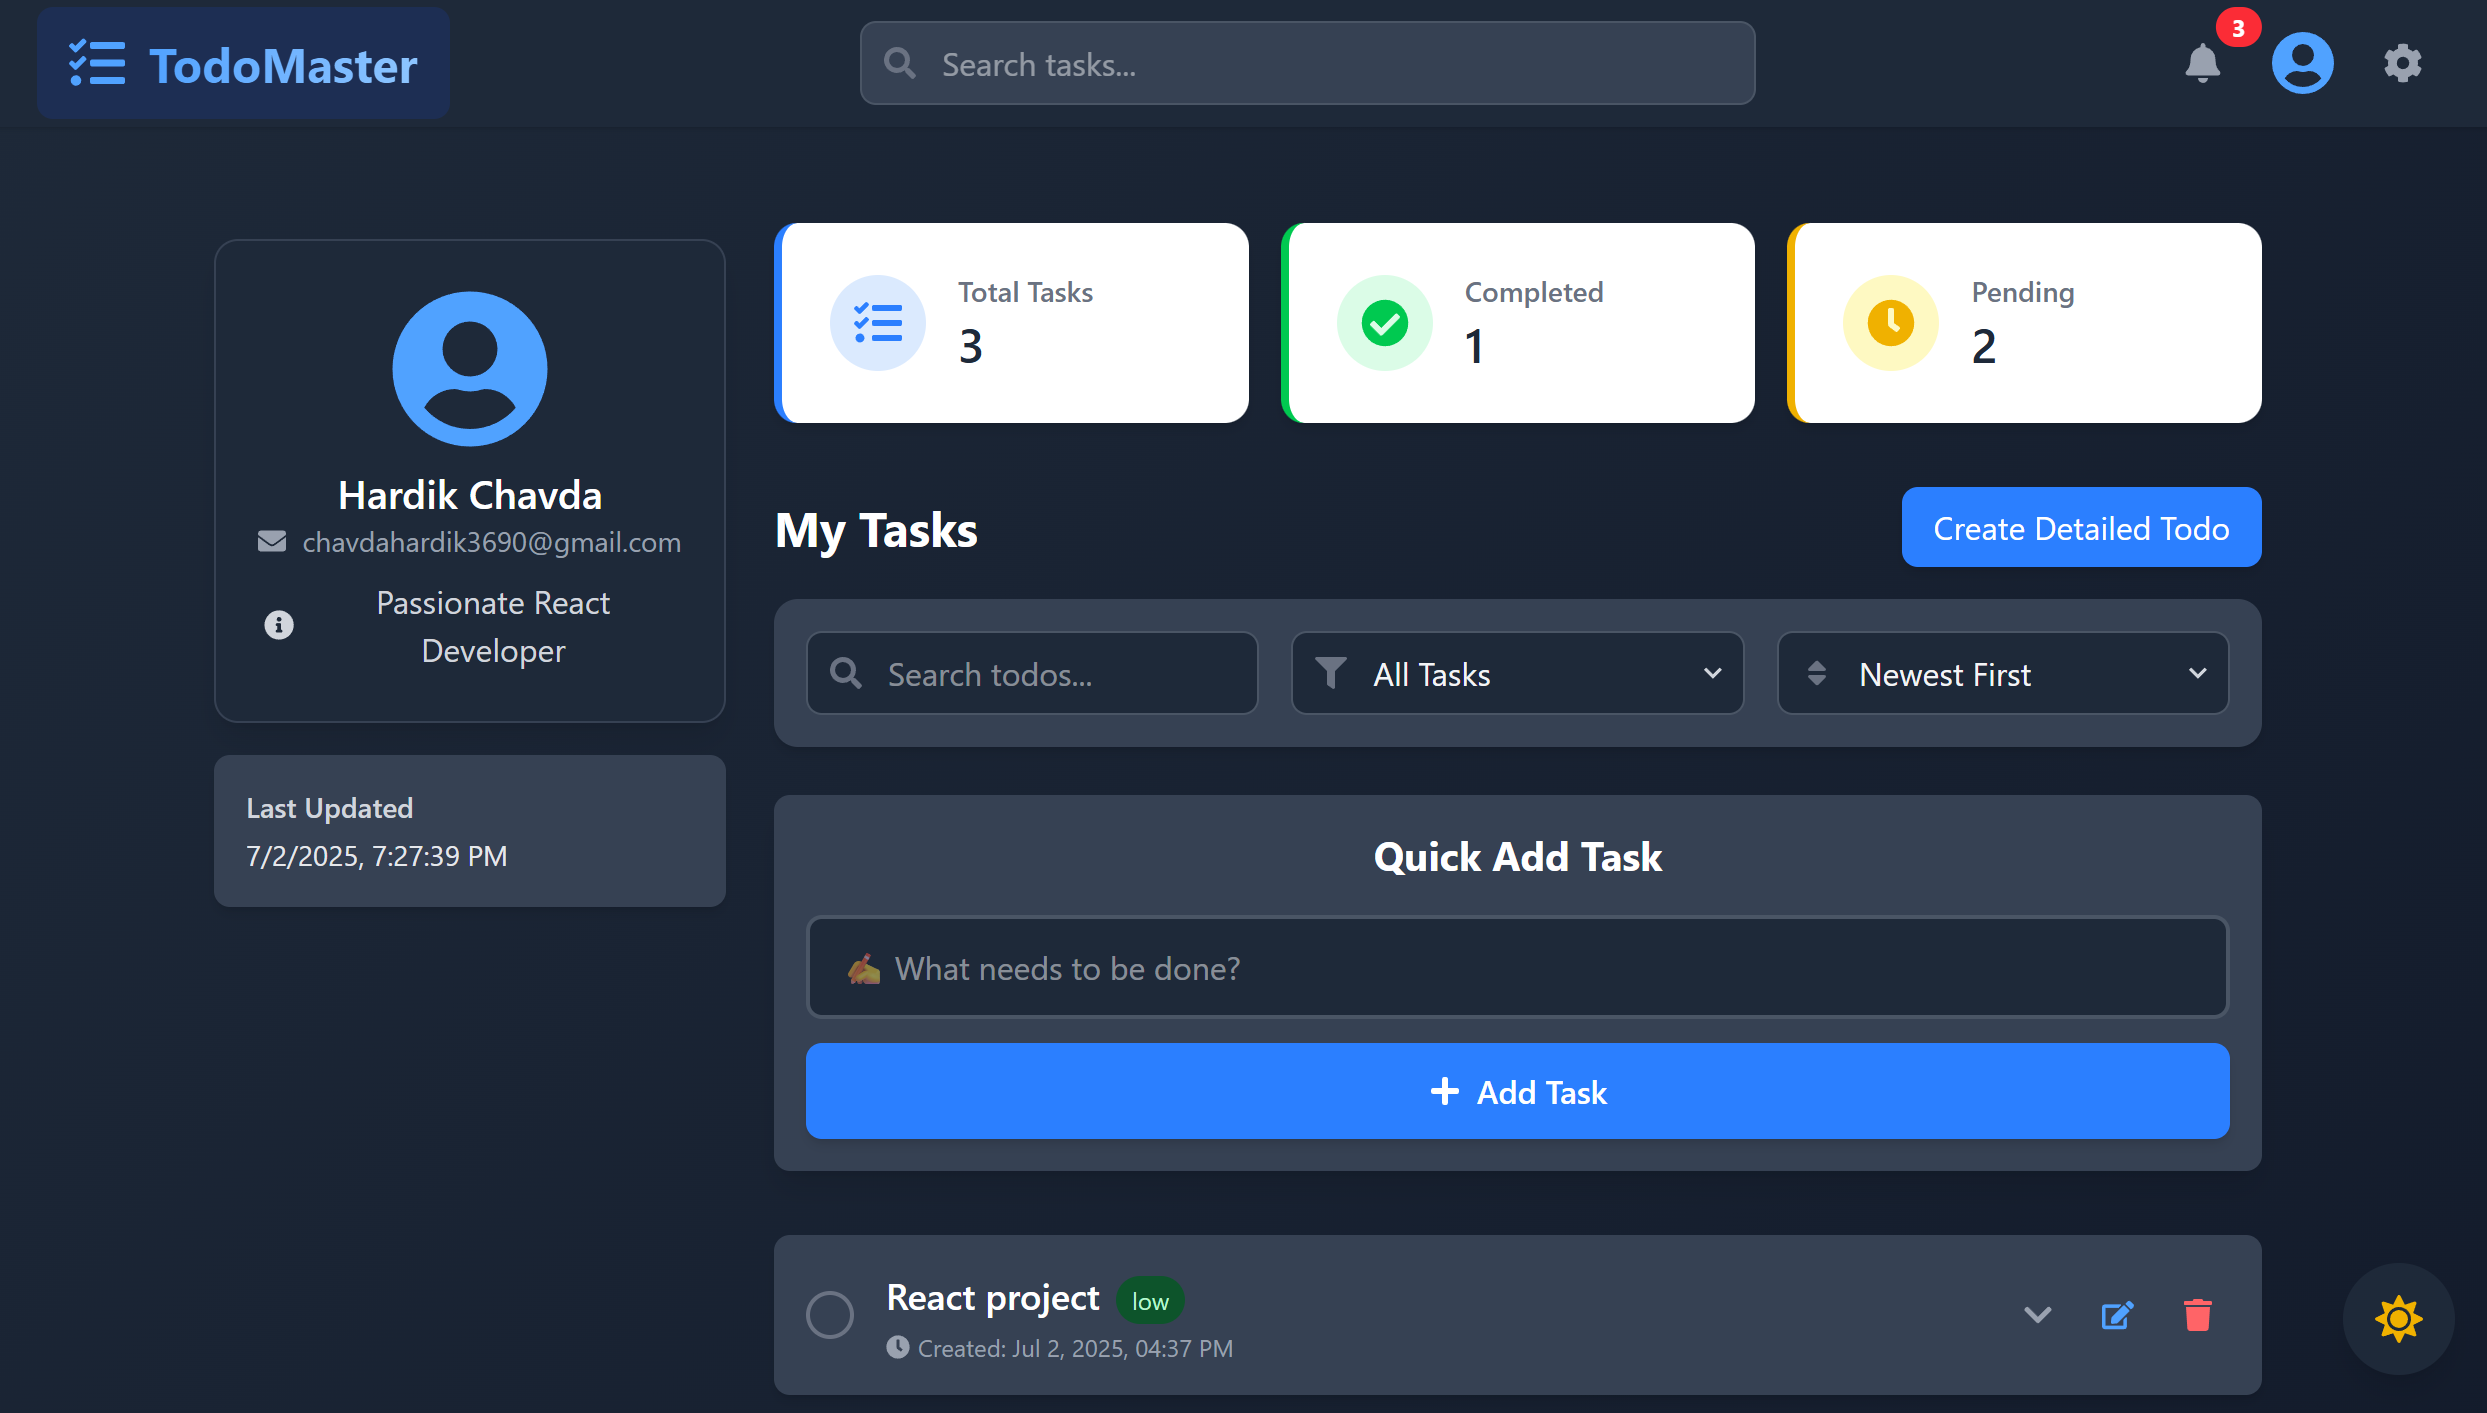 TodoMaster
Search tasks...
3
Hardik Chavda
chavdahardik3690@gmail.com
Passionate React
Developer
Last Updated
7/2/2025, 7:27:39 PM
Total Tasks
3
Completed
1
Pending
2
My Tasks
Create Detailed Todo
Search todos...
All Tasks
Newest First
Quick Add Task
✍️ What needs to be done?
Add Task
React project low
Created: Jul 2, 2025, 04:37 PM